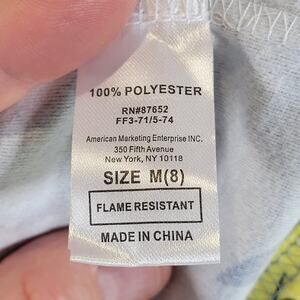 100% POLYESTER
RN#87652
FF3-71/5-74
American Marketing Enterprise INC.
350 Fifth Avenue
New York, NY 10118
SIZE M(8)
FLAME RESISTANT
MADE IN CHINA